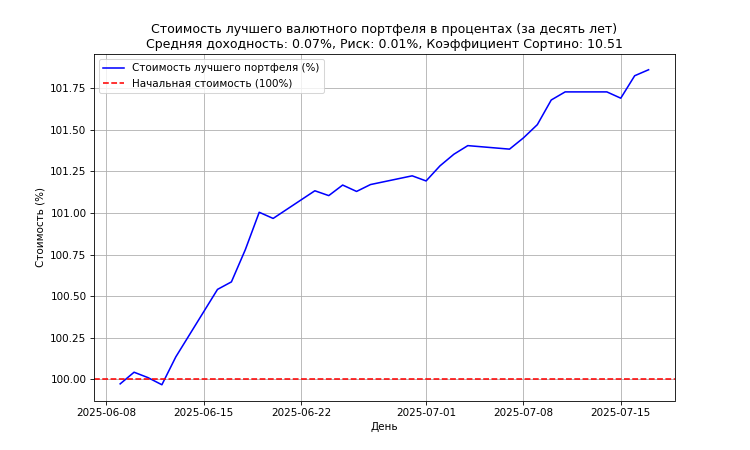 Стоимость лучшего валютного портфеля в процентах (за десять лет)
Средняя доходность: 0.07%, Риск: 0.01%, Коэффициент Сортино: 10.51
Стоимость лучшего портфеля (%)
Начальная стоимость (100%)
Стоимость (%)
101.75
101.50
101.25
101.00
100.75
100.50
100.25
100.00
2025-06-08 2025-06-15 2025-06-22 2025-07-01 2025-07-08 2025-07-15
День